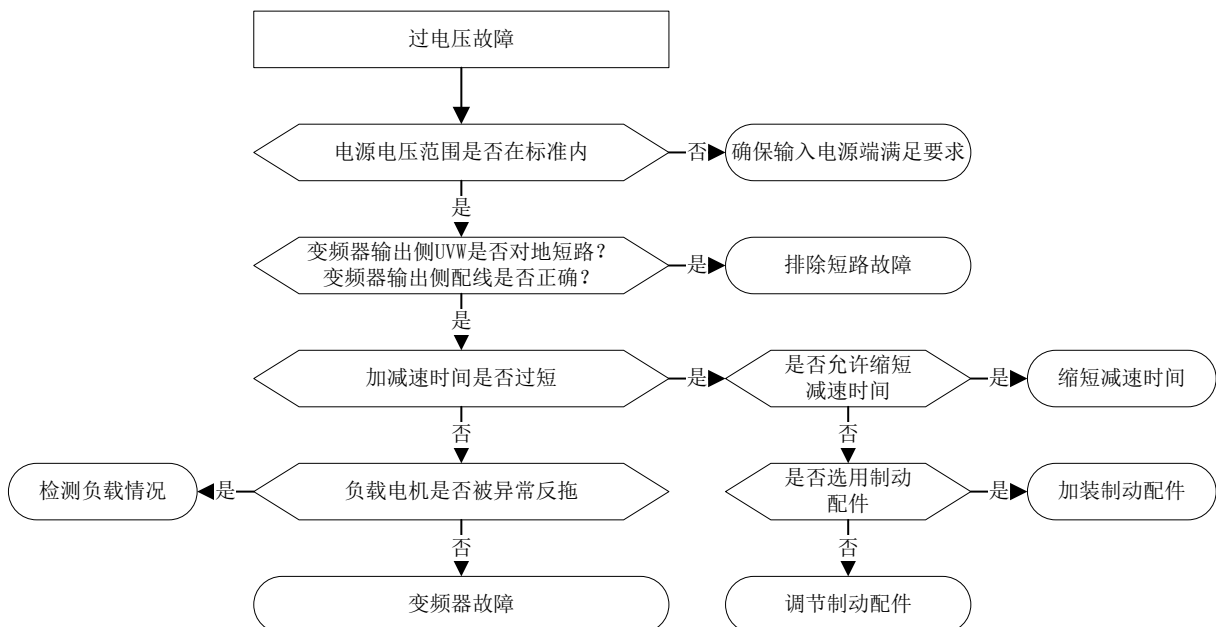 过电压故障
电源电压范围是否在标准内
否
确保输入电源端满足要求
是
变频器输出侧UVW是否对地短路?
变频器输出侧配线是否正确?
是
排除短路故障
是
加减速时间是否过短
是
是否允许缩短
减速时间
是
缩短减速时间
否
否
检测负载情况
是
负载电机是否被异常反拖
是否选用制动
配件
是
加装制动配件
否
否
变频器故障
调节制动配件